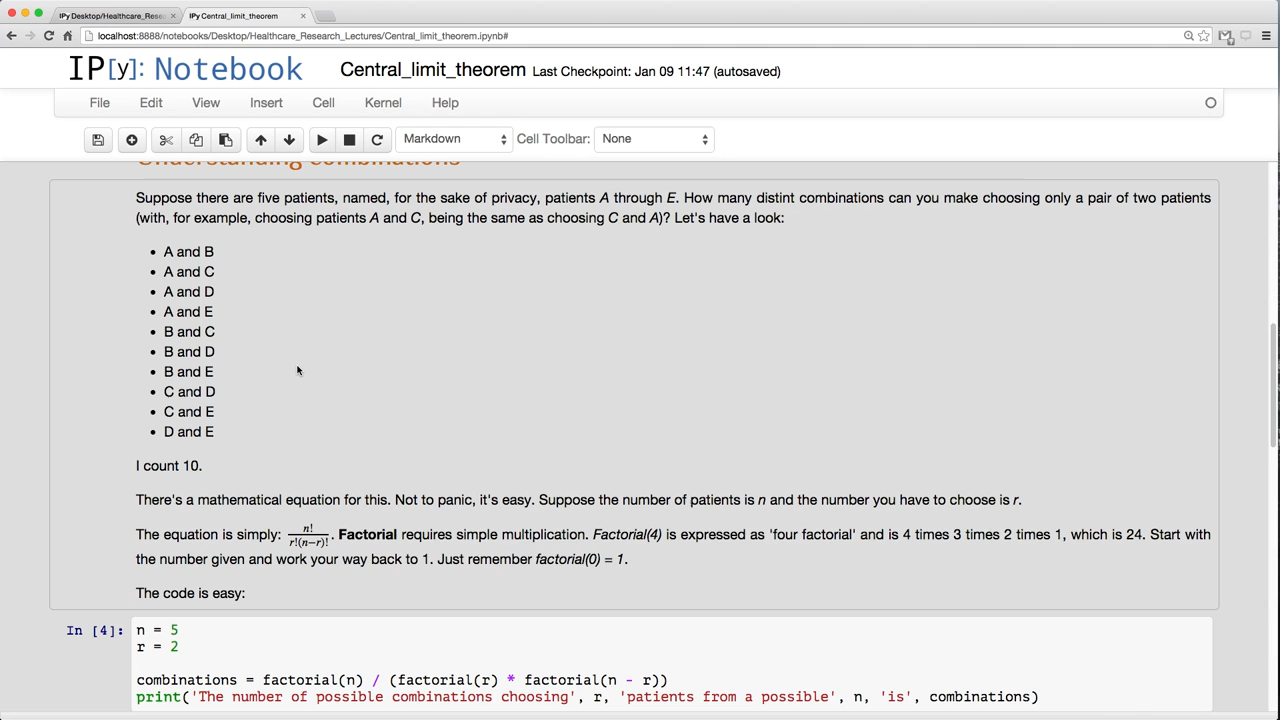 IPy Desktop/Healthcare_Rese
IPy Central_limit_theorem
localhost:8888/notebooks/Desktop/Healthcare_Research_Lectures/Central_limit_theorem.ipynb#
IP[y]: Notebook Central_limit_theorem Last Checkpoint: Jan 09 11:47 (autosaved)
File Edit View Insert Cell Kernel Help
Markdown Cell Toolbar: None
Understanding combinations
Suppose there are five patients, named, for the sake of privacy, patients A through E. How many distint combinations can you make choosing only a pair of two patients
(with, for example, choosing patients A and C, being the same as choosing C and A)? Let's have a look:
• A and B
• A and C
• A and D
• A and E
• B and C
• B and D
• B and E
• C and D
• C and E
• D and E
I count 10.
There's a mathematical equation for this. Not to panic, it's easy. Suppose the number of patients is n and the number you have to choose is r.
The equation is simply: n!/r!(n−r)!. Factorial requires simple multiplication. Factorial(4) is expressed as 'four factorial' and is 4 times 3 times 2 times 1, which is 24. Start with
the number given and work your way back to 1. Just remember factorial(0) = 1.
The code is easy:
In [4]: n = 5
r = 2
combinations = factorial(n) / (factorial(r) * factorial(n - r))
print('The number of possible combinations choosing', r, 'patients from a possible', n, 'is', combinations)